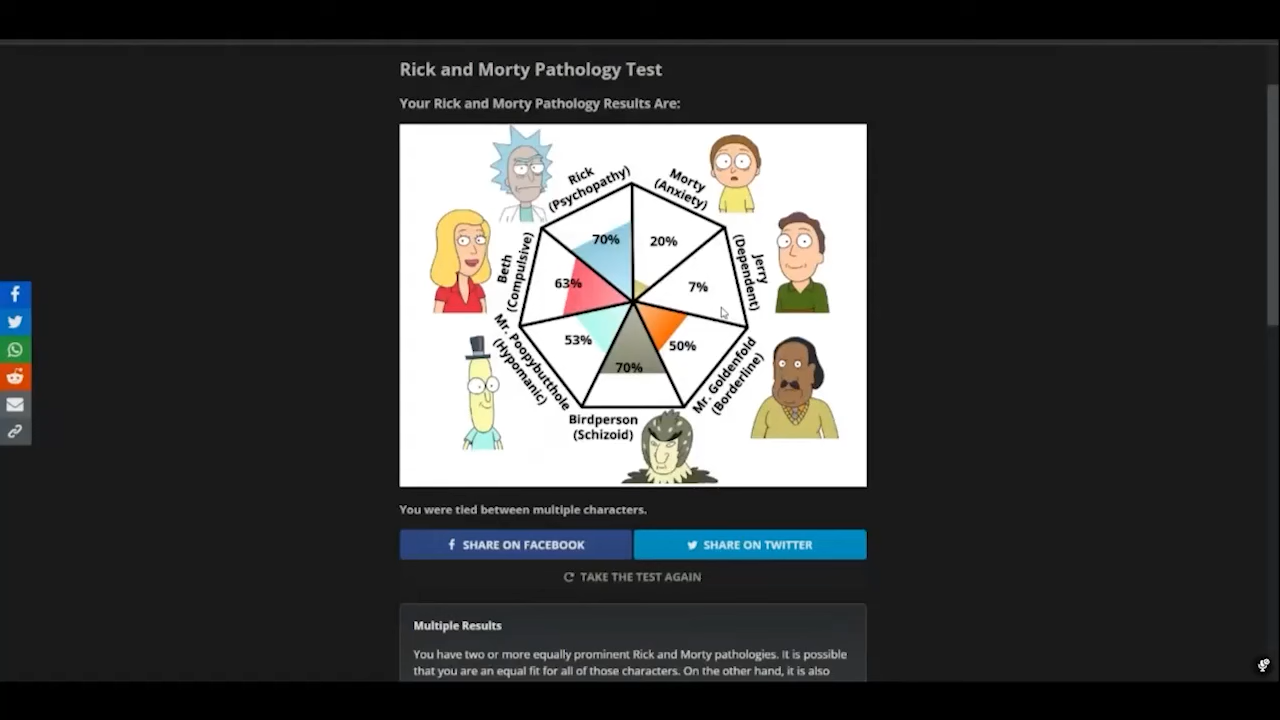 Rick and Morty Pathology Test
Your Rick and Morty Pathology Results Are:
Rick
(Psychopathy)
Morty
(Anxiety)
70%
20%
Beth
(Compulsive)
63%
7%
Jerry
(Dependent)
Mr. Poopybutthole
(Hypomanic)
53%
50%
Mr. Goldenfold
(Borderline)
70%
Birdperson
(Schizoid)
You were tied between multiple characters.
SHARE ON FACEBOOK
SHARE ON TWITTER
TAKE THE TEST AGAIN
Multiple Results
You have two or more equally prominent Rick and Morty pathologies. It is possible
that you are an equal fit for all of those characters. On the other hand, it is also